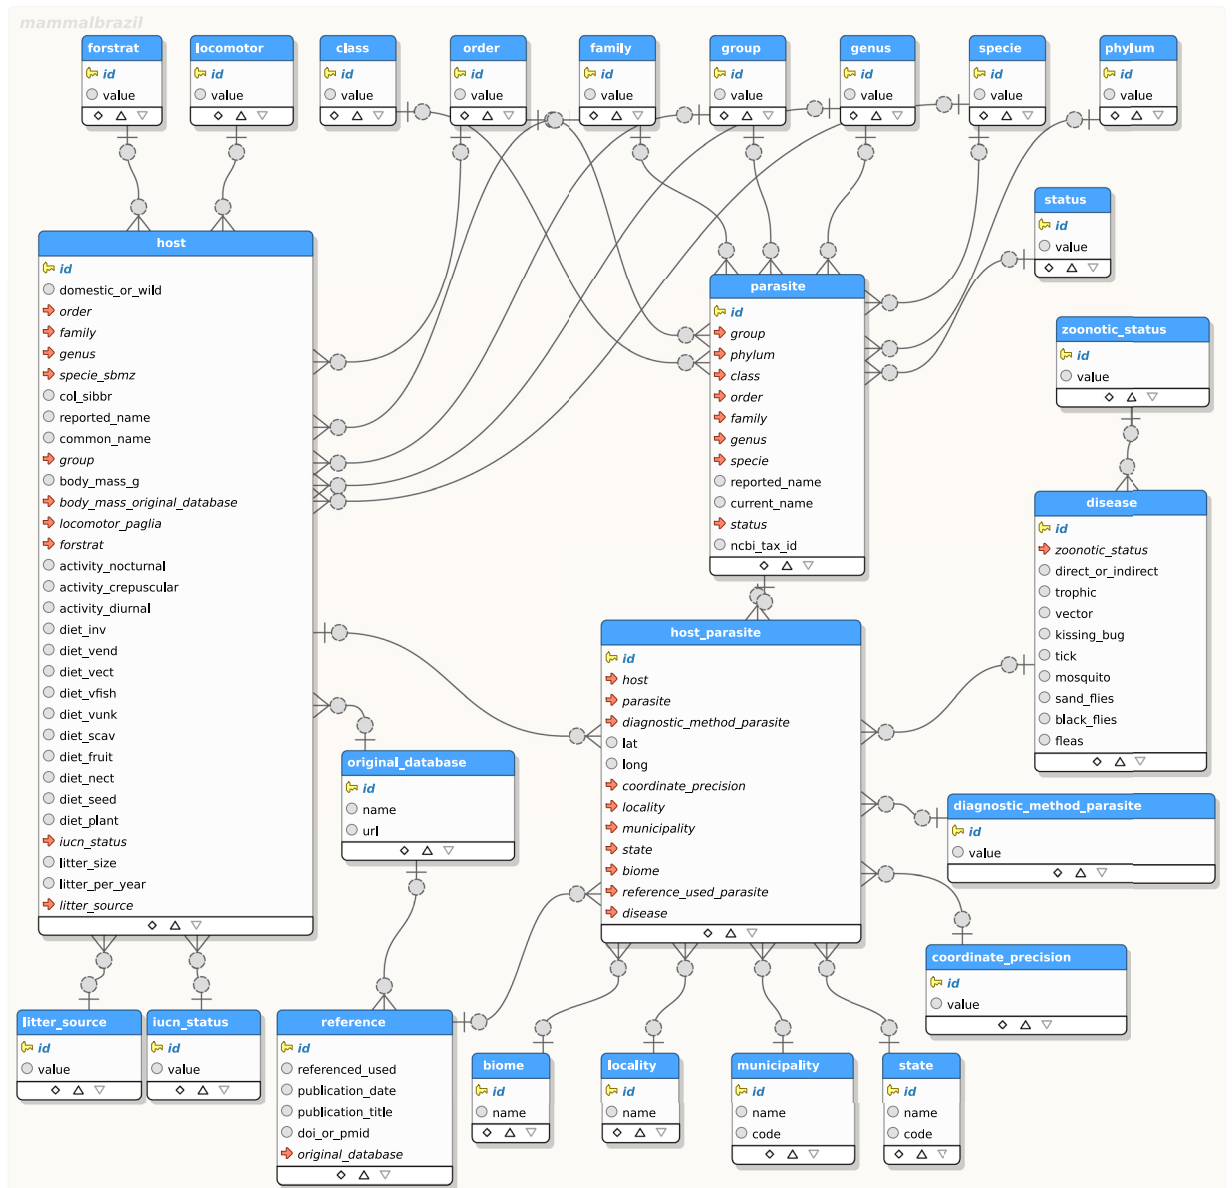 mammalbrazil
forstrat
id
value
locomotor
id
value
class
id
value
order
id
value
family
id
value
group
id
value
genus
id
value
specie
id
value
phylum
id
value
status
id
value
host
id
domestic_or_wild
order
family
genus
specie_sbmz
col_sibbr
reported_name
common_name
group
body_mass_g
body_mass_original_database
locomotor_paglia
forstrat
activity_nocturnal
activity_crepuscular
activity_diurnal
diet_inv
diet_vend
diet_vect
diet_vfish
diet_vunk
diet_scav
diet_fruit
diet_nect
diet_seed
diet_plant
iucn_status
litter_size
litter_per_year
litter_source
parasite
id
group
phylum
class
order
family
genus
specie
reported_name
current_name
status
ncbi_tax_id
zoonotic_status
id
value
disease
id
zoonotic_status
direct_or_indirect
trophic
vector
kissing_bug
tick
mosquito
sand_flies
black_flies
fleas
host_parasite
id
host
parasite
diagnostic_method_parasite
lat
long
coordinate_precision
locality
municipality
state
biome
reference_used_parasite
disease
original_database
id
name
url
diagnostic_method_parasite
id
value
coordinate_precision
id
value
litter_source
id
value
iucn_status
id
value
reference
id
referenced_used
publication_date
publication_title
doi_or_pmid
original_database
biome
id
name
locality
id
name
municipality
id
name
code
state
id
name
code